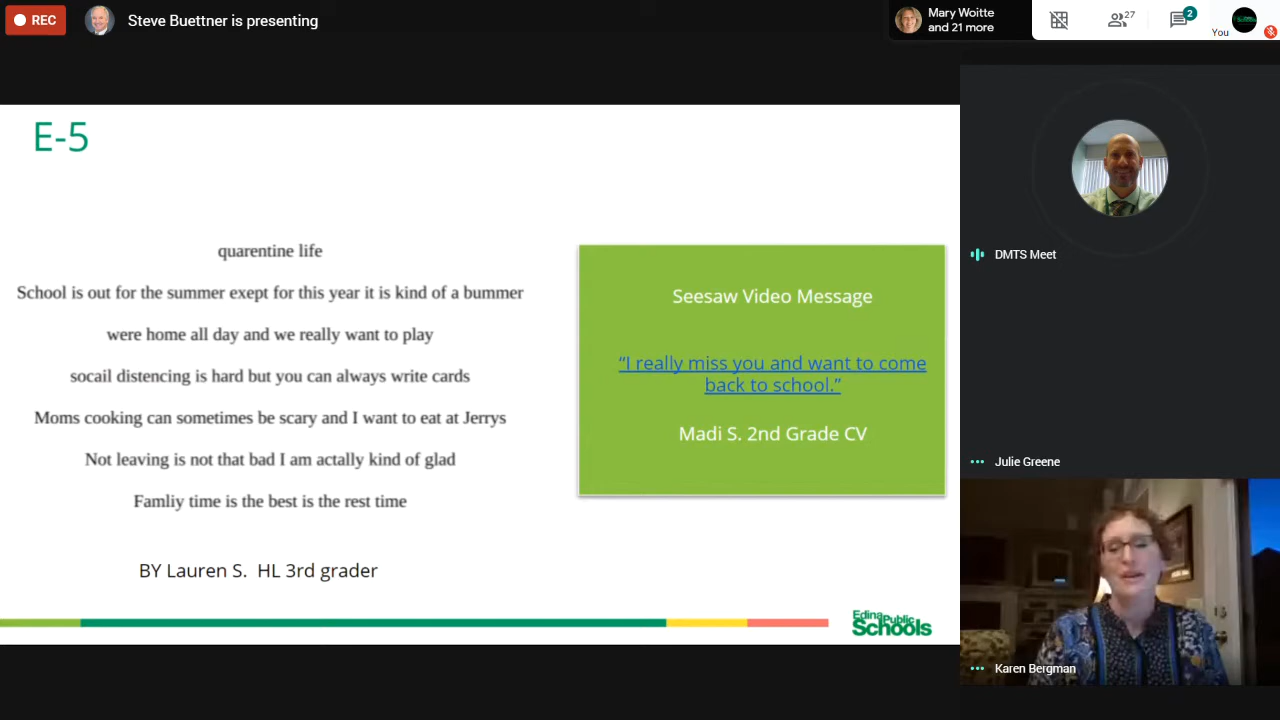 REC
Steve Buettner is presenting
Mary Woitte
and 21 more
27
2
You
E-5
quarentine life
School is out for the summer exept for this year it is kind of a bummer
were home all day and we really want to play
socail distencing is hard but you can always write cards
Moms cooking can sometimes be scary and I want to eat at Jerrys
Not leaving is not that bad I am actally kind of glad
Famliy time is the best is the rest time
BY Lauren S. HL 3rd grader
Seesaw Video Message
“I really miss you and want to come
back to school.”
Madi S. 2nd Grade CV
Edina Public
Schools
DMTS Meet
Julie Greene
Karen Bergman